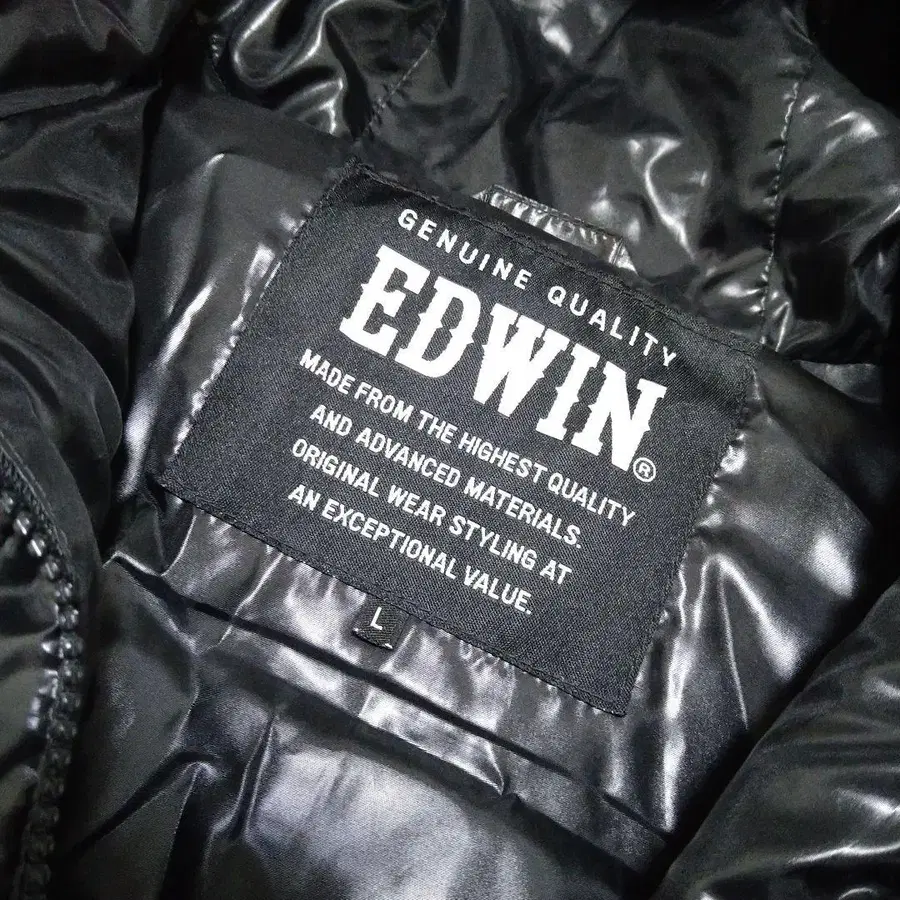 GENUINE QUALITY
EDWIN®
MADE FROM THE HIGHEST QUALITY
AND ADVANCED MATERIALS.
ORIGINAL WEAR STYLING AT
AN EXCEPTIONAL VALUE.
L